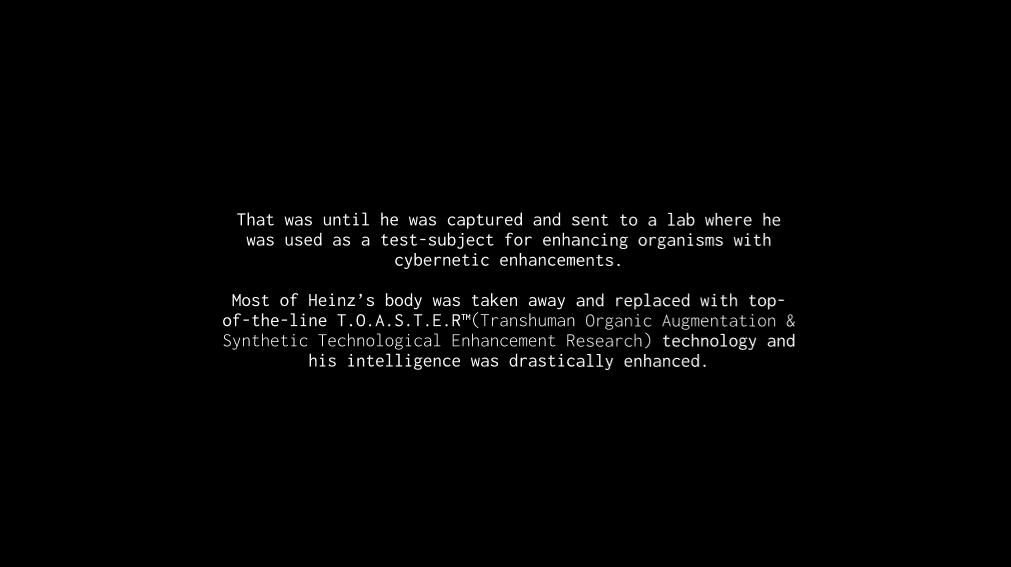 That was until he was captured and sent to a lab where he
was used as a test-subject for enhancing organisms with
cybernetic enhancements.
Most of Heinz’s body was taken away and replaced with top-
of-the-line T.O.A.S.T.E.R™(Transhuman Organic Augmentation &
Synthetic Technological Enhancement Research) technology and
his intelligence was drastically enhanced.